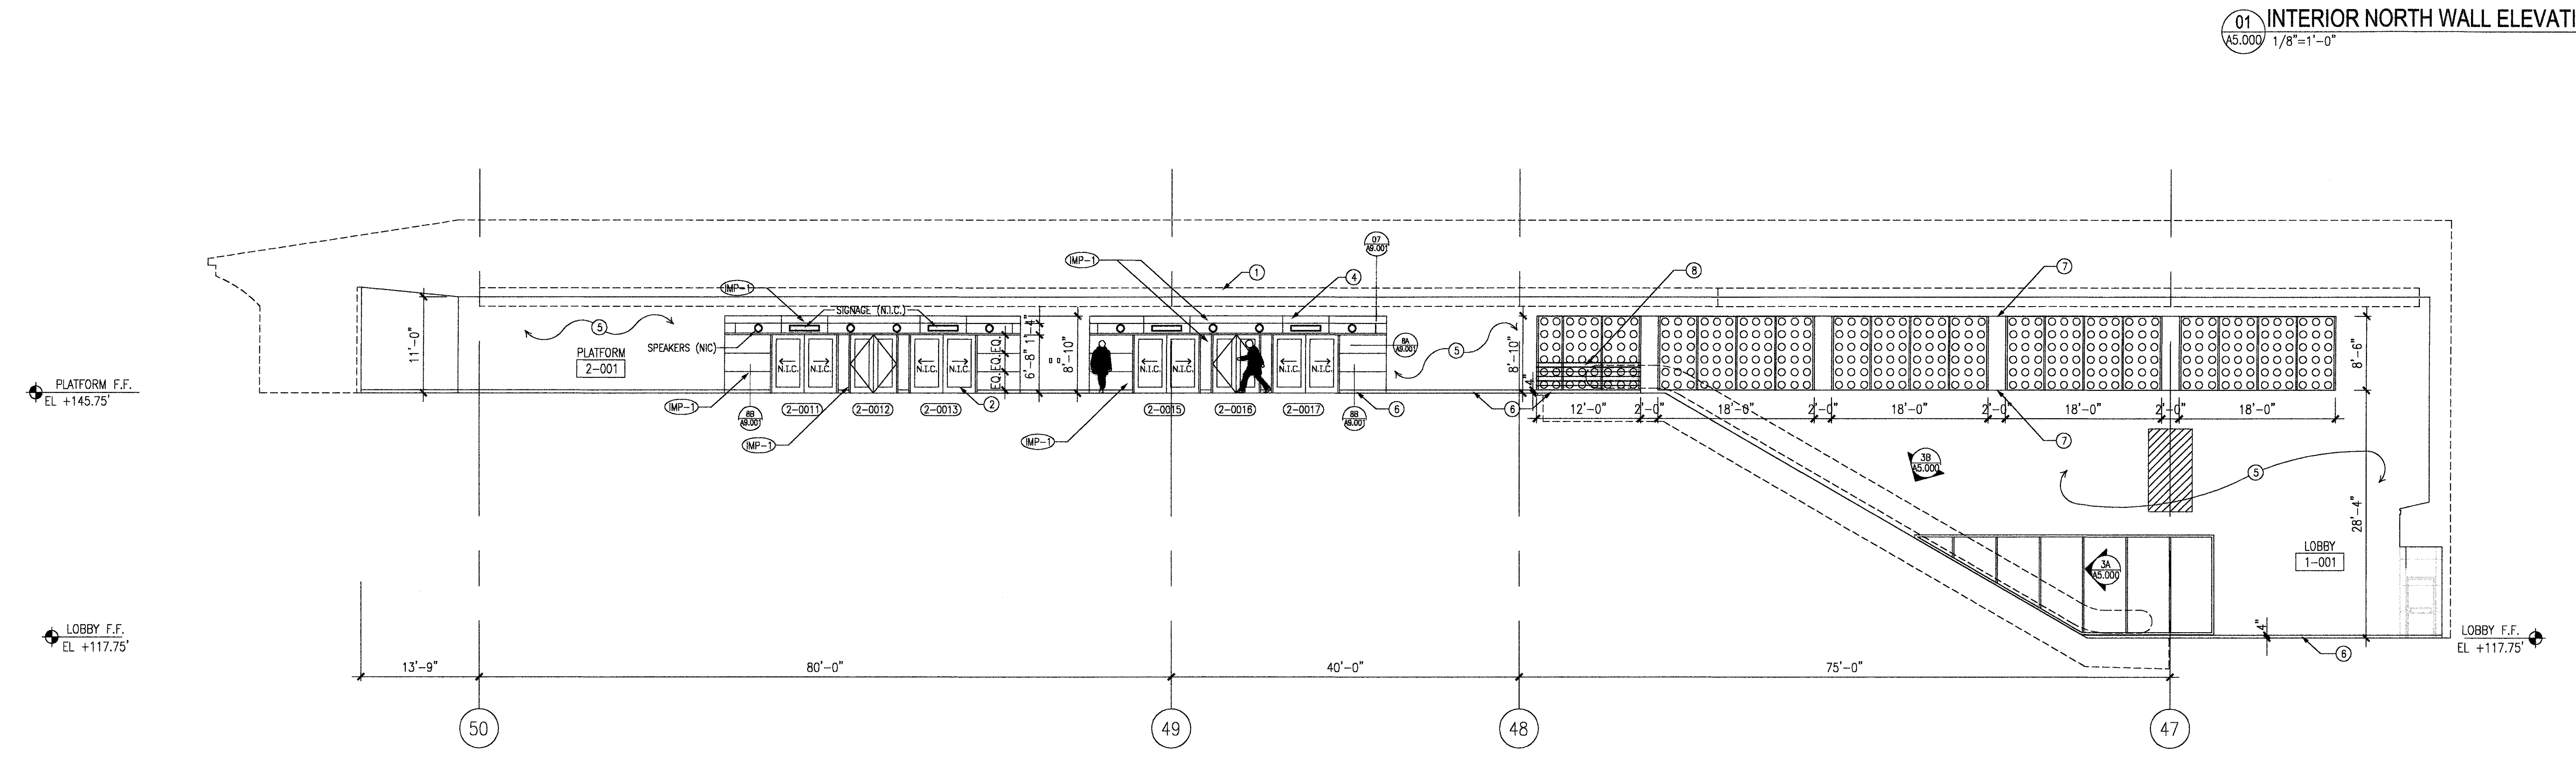 01 INTERIOR NORTH WALL ELEVATI
A5.000 1/8"=1'-0"
07
A9.001
IMP-1
1
4
8
7
IMP-1
SIGNAGE (N.I.C.)
5
11'-0"
PLATFORM
2-001
SPEAKERS (NIC)
1'-4"
6'-8"
EQ.
EQ.
EQ.
8'-10"
8A
A9.001
5
8'-10"
4"
8'-6"
N.I.C. N.I.C. N.I.C. N.I.C. N.I.C. N.I.C. N.I.C. N.I.C.
PLATFORM F.F.
EL +145.75'
IMP-1
8B
A9.001
2-0011 2-0012 2-0013 2
2-0015 2-0016 2-0017
8B
A9.001
6
6
12'-0" 2'-0" 18'-0" 2'-0" 18'-0" 2'-0" 18'-0" 2'-0" 18'-0"
IMP-1
IMP-1
7
3B
A5.000
5
28'-4"
LOBBY
1-001
3A
A5.000
LOBBY F.F.
EL +117.75'
4"
6
LOBBY F.F.
EL +117.75'
13'-9" 80'-0" 40'-0" 75'-0"
50 49 48 47